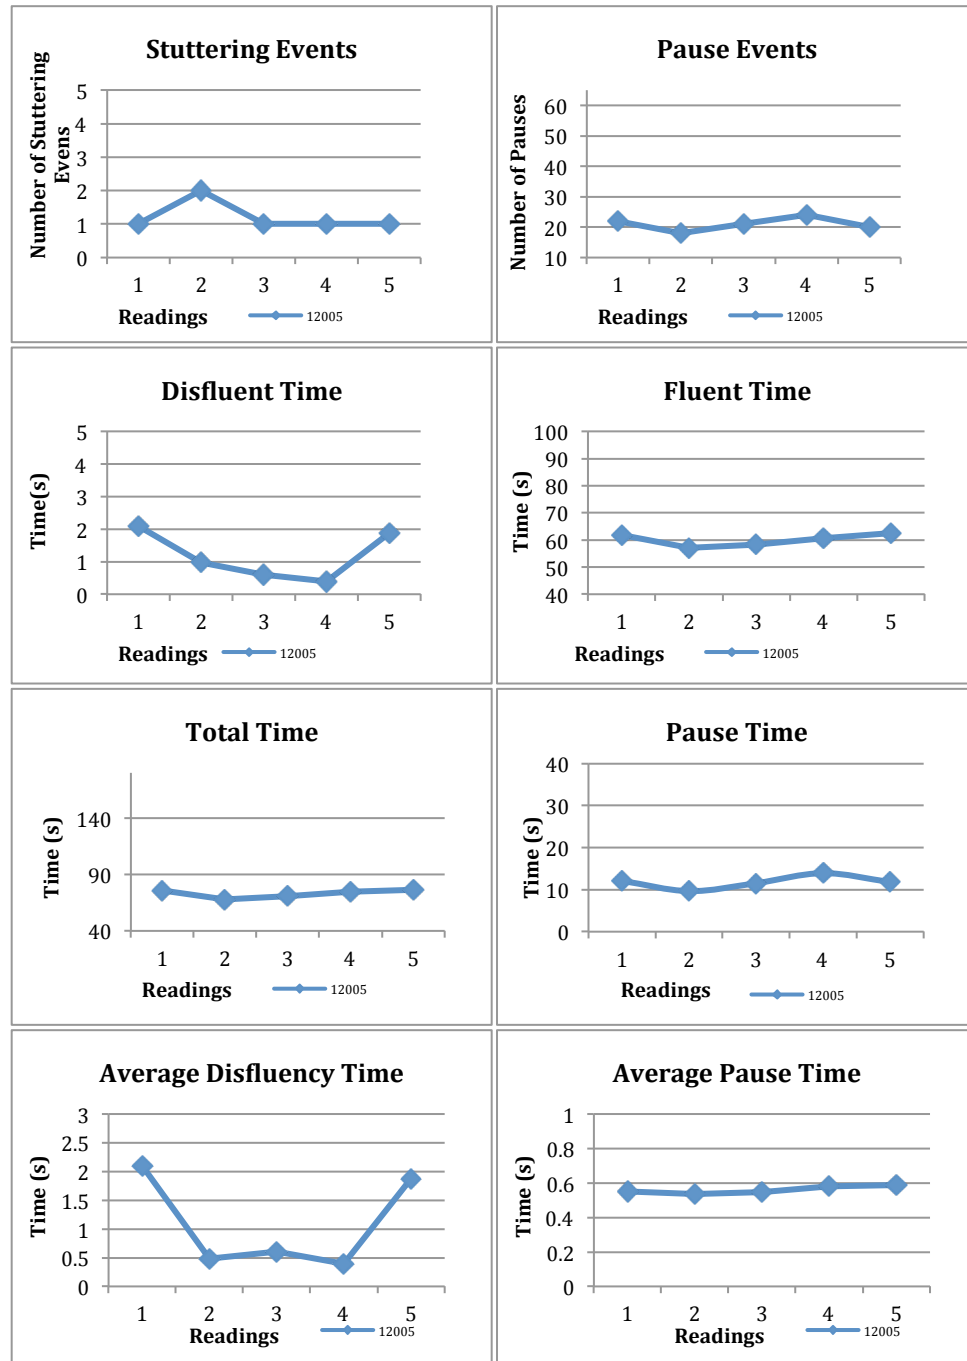 Stuttering Events
Number of Stuttering
Evens
5
4
3
2
1
0
1 2 3 4 5
Readings
12005
Pause Events
Number of Pauses
60
50
40
30
20
10
1 2 3 4 5
Readings
12005
Disfluent Time
Time(s)
5
4
3
2
1
0
1 2 3 4 5
Readings
12005
Fluent Time
Time (s)
100
90
80
70
60
50
40
1 2 3 4 5
Readings
12005
Total Time
Time (s)
140
90
40
1 2 3 4 5
Readings
12005
Pause Time
Time (s)
40
30
20
10
0
1 2 3 4 5
Readings
12005
Average Disfluency Time
Time (s)
3
2.5
2
1.5
1
0.5
0
1 2 3 4 5
Readings
12005
Average Pause Time
Time (s)
1
0.8
0.6
0.4
0.2
0
1 2 3 4 5
Readings
12005